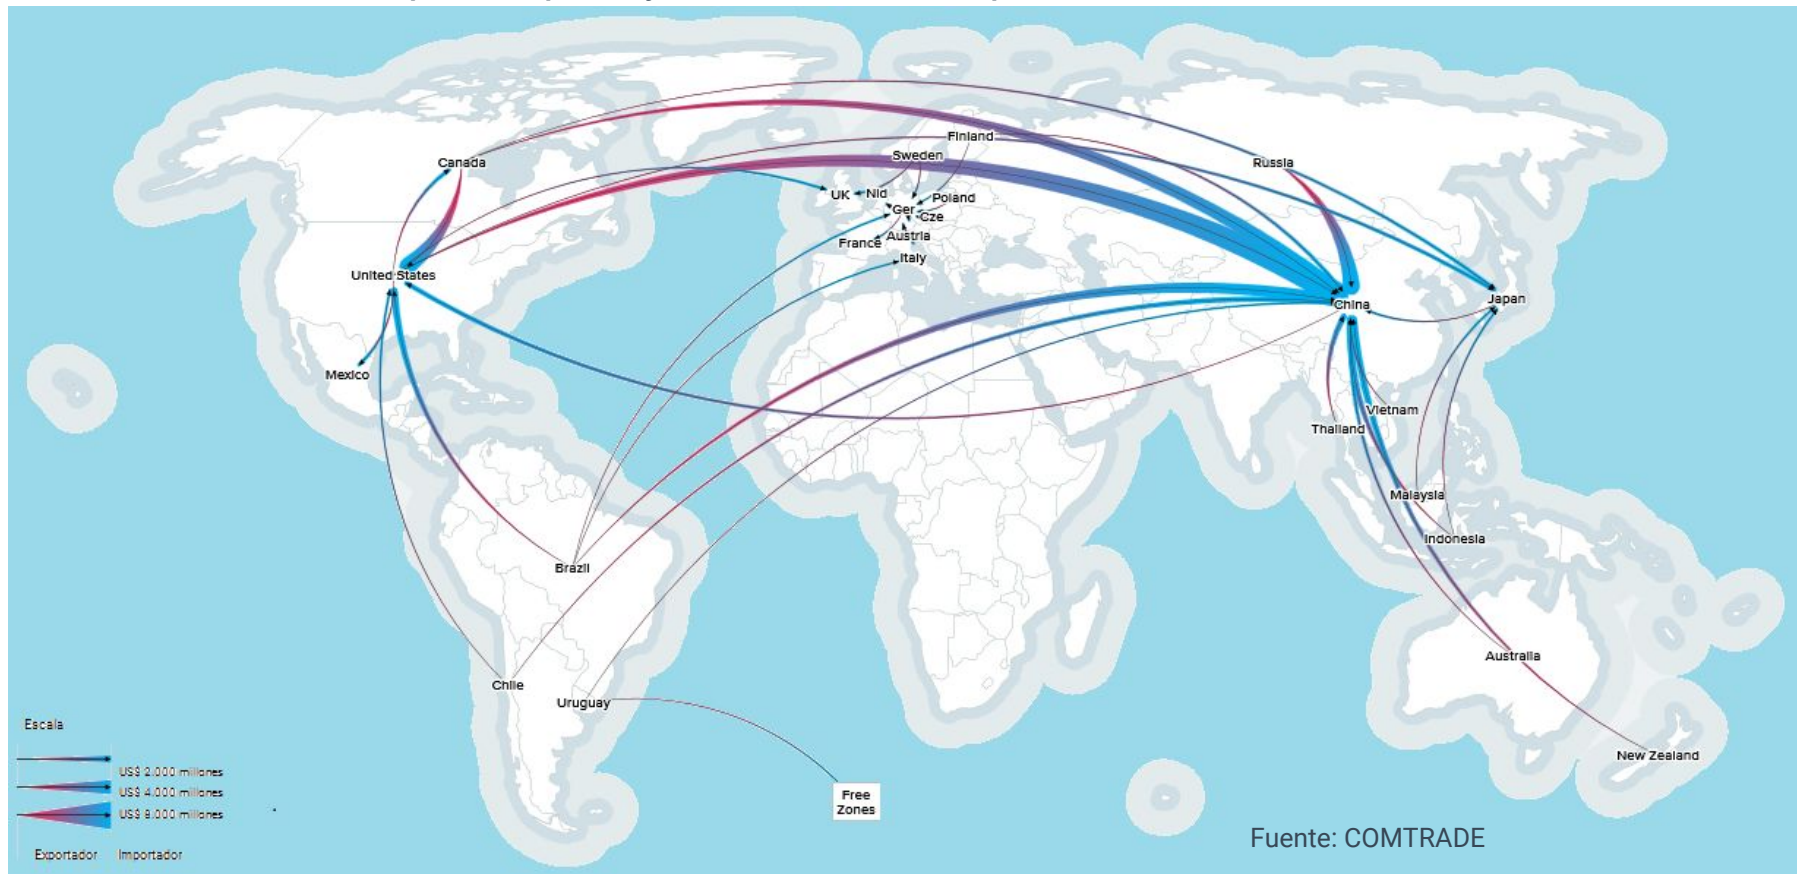 Canada
Finland
Sweden
Russia
UK
Nld
Poland
Ger
Cze
France
Austria
Italy
United States
China
Japan
Mexico
Vietnam
Thailand
Malaysia
Indonesia
Brazil
Australia
Chile
Uruguay
New Zealand
Free
Zones
Escala
US$ 2.000 millones
US$ 4.000 millones
US$ 8.000 millones
Exportador
Importador
Fuente: COMTRADE